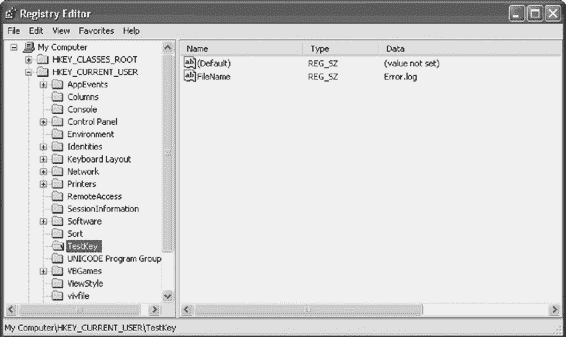 Registry Editor
File Edit View Favorites Help
My Computer
HKEY_CLASSES_ROOT
HKEY_CURRENT_USER
AppEvents
Columns
Console
Control Panel
Environment
Identities
Keyboard Layout
Network
Printers
RemoteAccess
SessionInformation
Software
Sort
TestKey
UNICODE Program Group
VBGames
ViewStyle
vivfile
Name Type Data
ab (Default) REG_SZ (value not set)
ab FileName REG_SZ Error.log
My Computer\HKEY_CURRENT_USER\TestKey